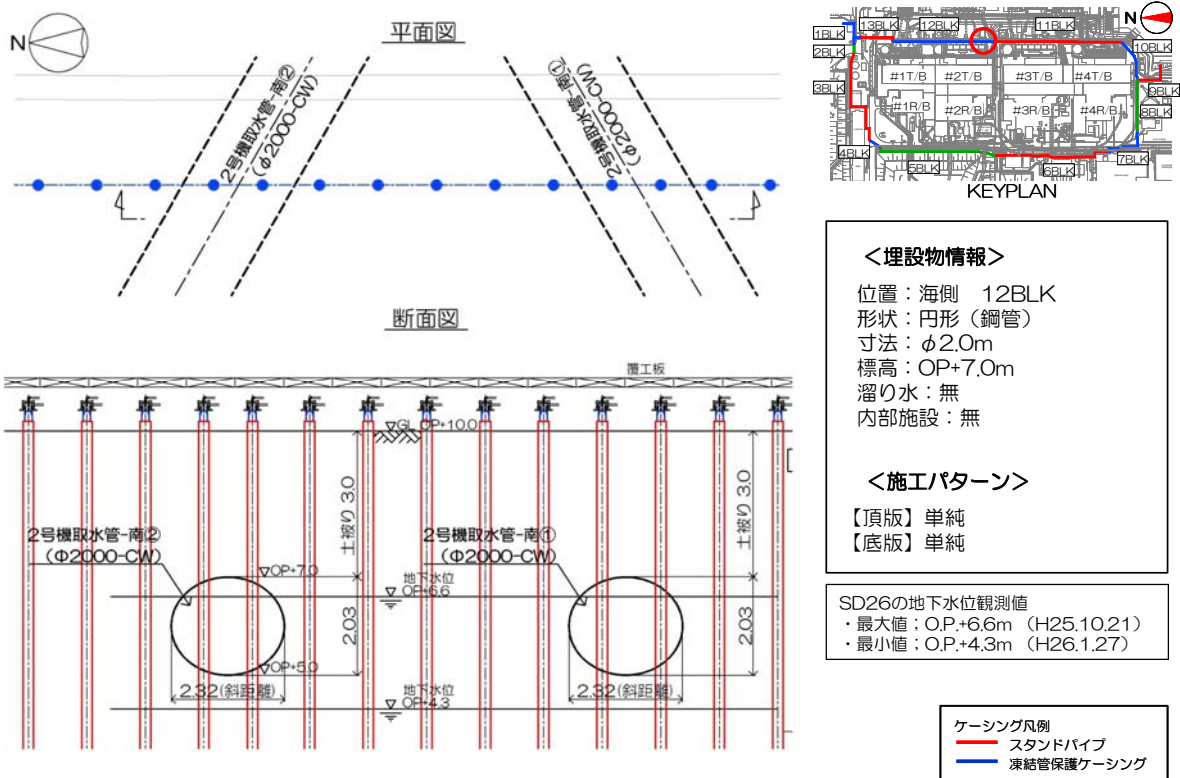 平面図
N
2号機取水管-南②
(φ2000-CW)
2号機取水管-南①
(φ2000-CW)
断面図
覆工板
▽GL OP+10.0
土被り 3.0
土被り 3.0
2号機取水管-南②
(Φ2000-CW)
2号機取水管-南①
(Φ2000-CW)
▽OP+7.0
地下水位
▽OP+6.6
2.03
2.03
▽OP+5.0
2.32(斜距離)
2.32(斜距離)
地下水位
▽OP+4.3
N
1BLK
13BLK
12BLK
11BLK
2BLK
10BLK
3BLK
#1T/B
#2T/B
#3T/B
#4T/B
9BLK
#1R/B
#2R/B
#3R/B
#4R/B
8BLK
4BLK
5BLK
6BLK
7BLK
KEYPLAN
<埋設物情報>
位置:海側 12BLK
形状:円形(鋼管)
寸法:φ2.0m
標高:OP+7.0m
溜り水:無
内部施設:無
<施工パターン>
【頂版】単純
【底版】単純
SD26の地下水位観測値
・最大値;O.P.+6.6m (H25.10.21)
・最小値;O.P.+4.3m (H26.1.27)
ケーシング凡例
スタンドパイプ
凍結管保護ケーシング